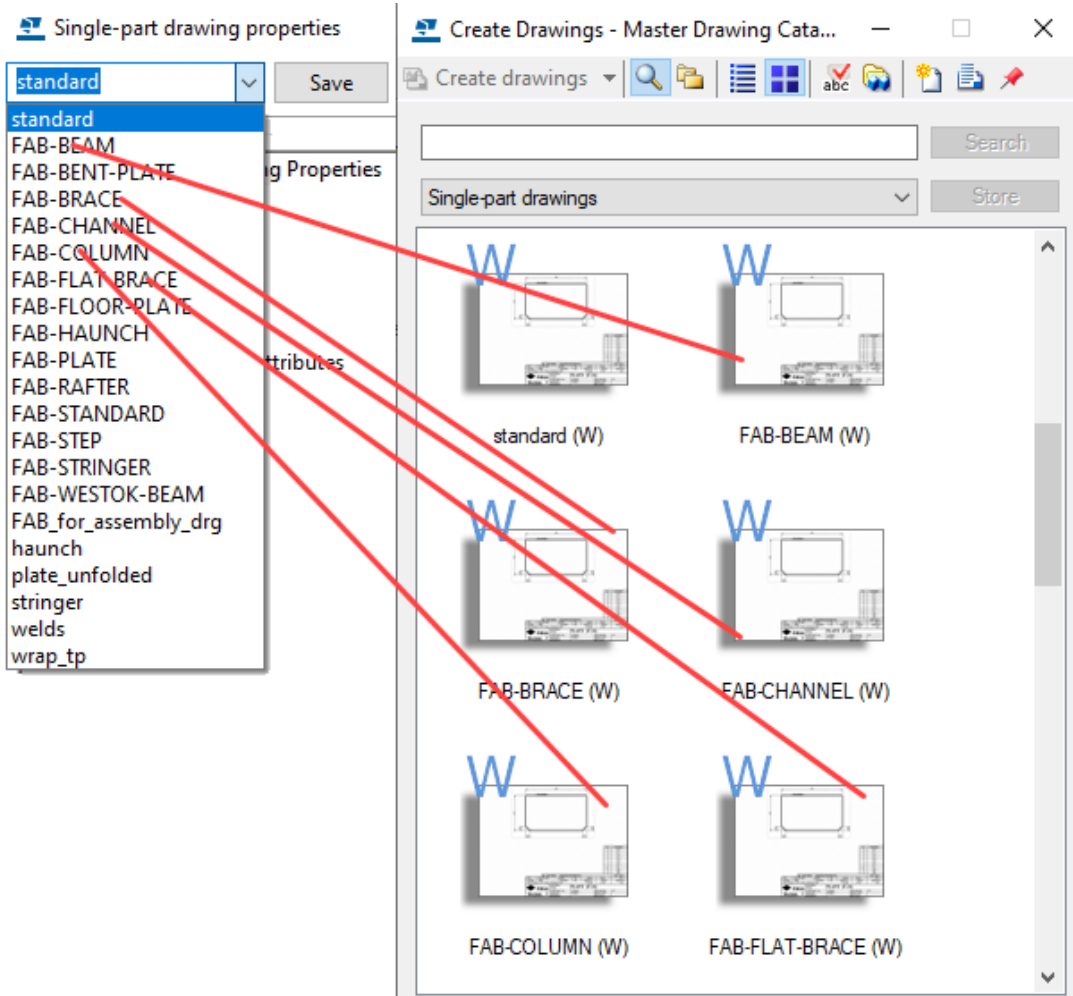 Single-part drawing properties
standard
Save
standard
FAB-BEAM
FAB-BENT-PLATE
FAB-BRACE
FAB-CHANNEL
FAB-COLUMN
FAB-FLAT-BRACE
FAB-FLOOR-PLATE
FAB-HAUNCH
FAB-PLATE
FAB-RAFTER
FAB-STANDARD
FAB-STEP
FAB-STRINGER
FAB-WESTOK-BEAM
FAB_for_assembly_drg
haunch
plate_unfolded
stringer
welds
wrap_tp
ng Properties
ttributes
Create Drawings - Master Drawing Cata...
Create drawings
abc
Search
Single-part drawings
Store
W W
standard (W) FAB-BEAM (W)
W W
FAB-BRACE (W) FAB-CHANNEL (W)
W W
FAB-COLUMN (W) FAB-FLAT-BRACE (W)